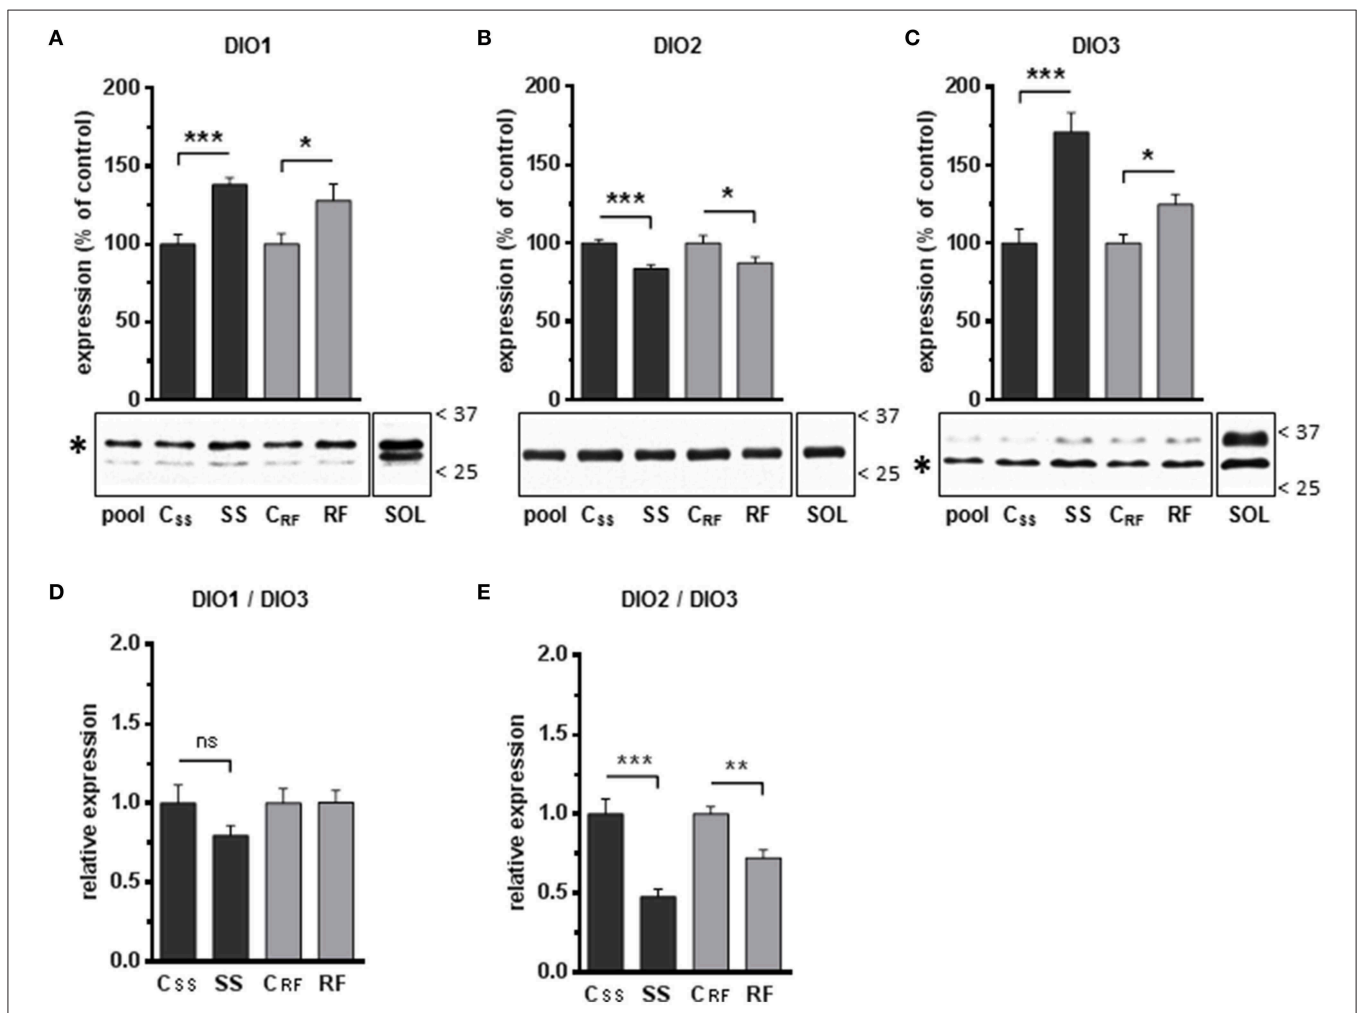 A
DIO1
expression (% of control)
200
150
100
50
0
***
*
*
< 37
< 25
pool C$$ SS CRF RF SOL
B
DIO2
expression (% of control)
200
150
100
50
0
***
*
< 37
< 25
pool C$$ SS CRF RF SOL
C
DIO3
expression (% of control)
200
150
100
50
0
***
*
*
< 37
< 25
pool C$$ SS CRF RF SOL
D
DIO1 / DIO3
relative expression
2.0
1.5
1.0
0.5
0.0
ns
CSS SS CRF RF
E
DIO2 / DIO3
relative expression
2.0
1.5
1.0
0.5
0.0
***
**
CSS SS CRF RF